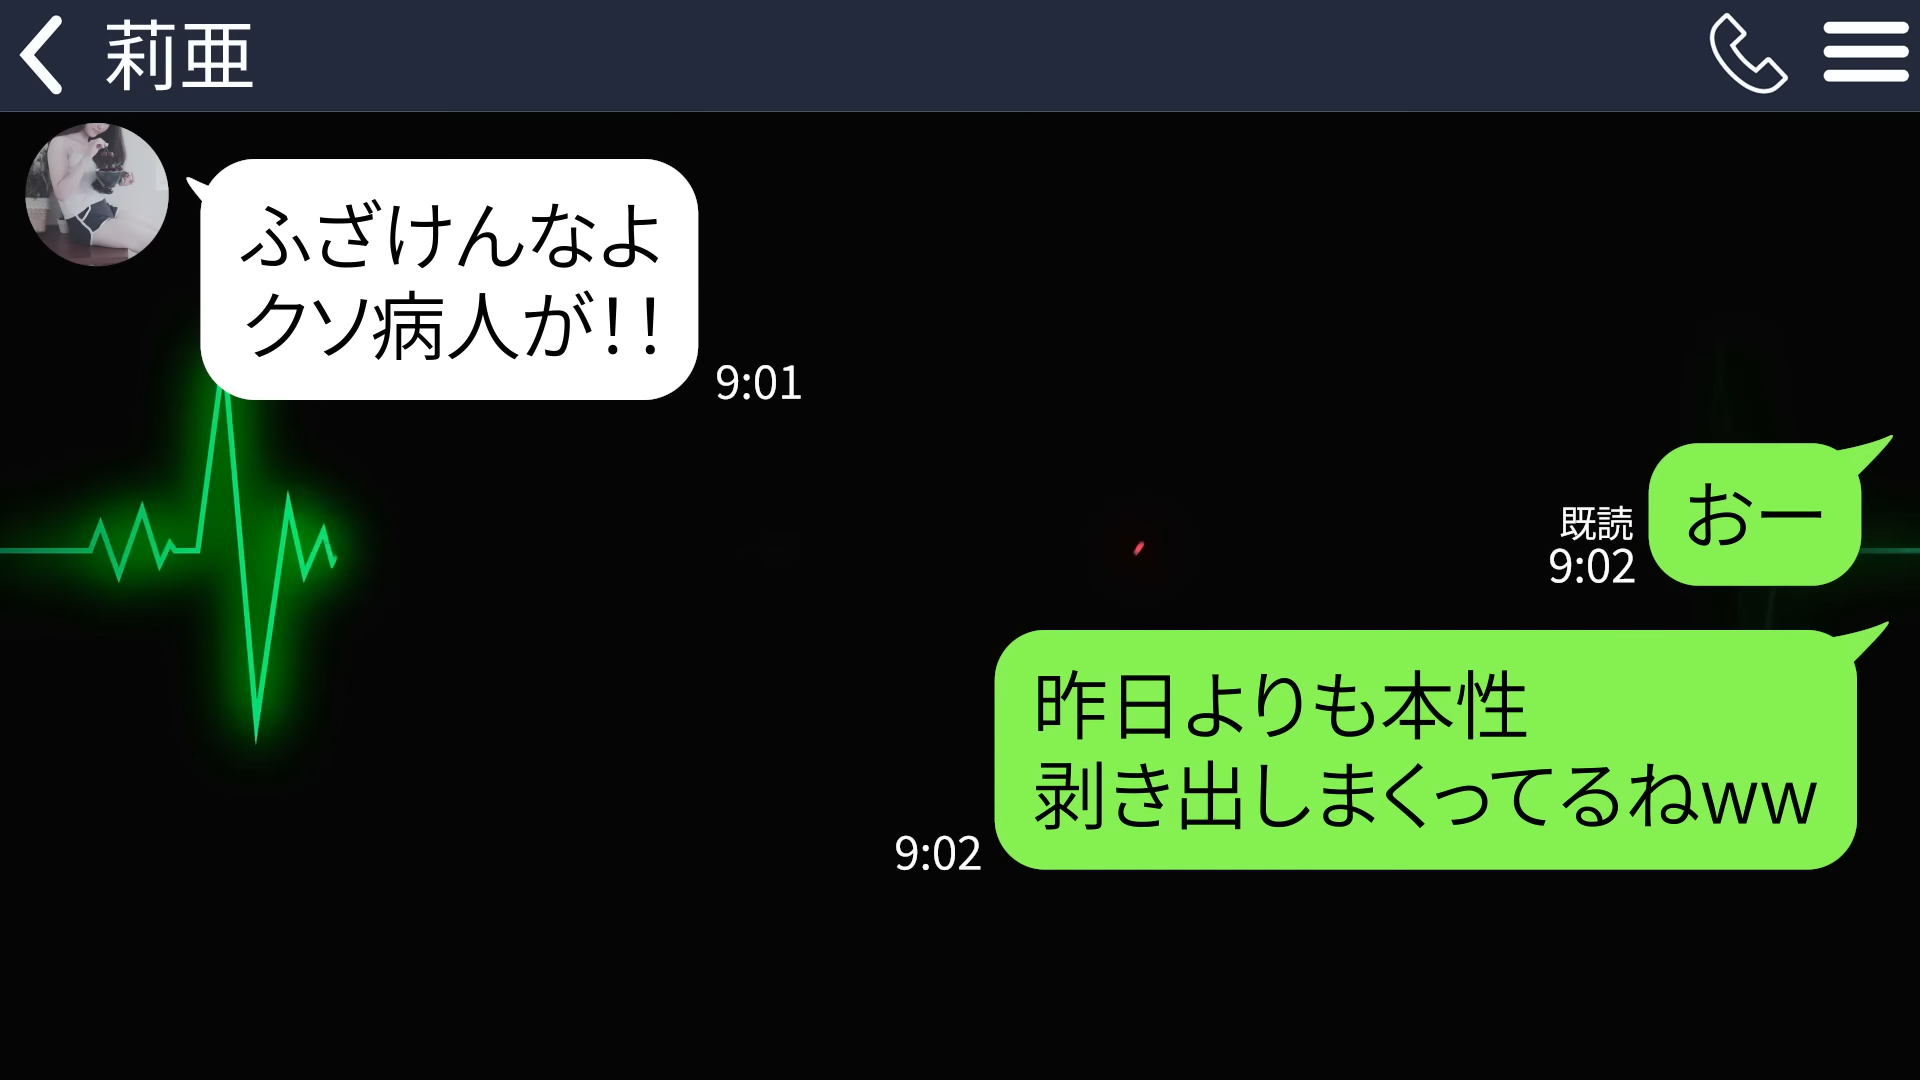 莉亜
ふざけんなよ
クソ病人が！！
9:01
おー
既読
9:02
昨日よりも本性
剥き出しまくってるねww
9:02